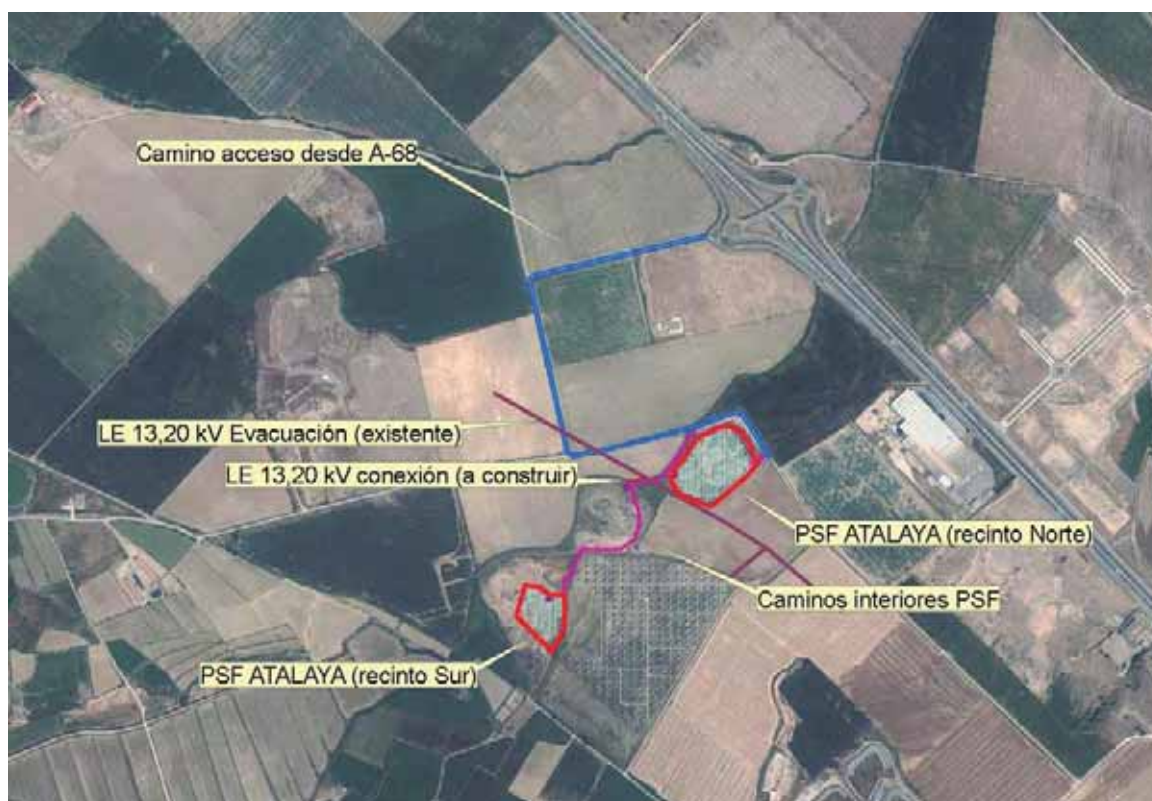 Camino acceso desde A-68
LE 13,20 kV Evacuación (existente)
LE 13,20 kV conexión (a construir)
PSF ATALAYA (recinto Norte)
Caminos interiores PSF
PSF ATALAYA (recinto Sur)